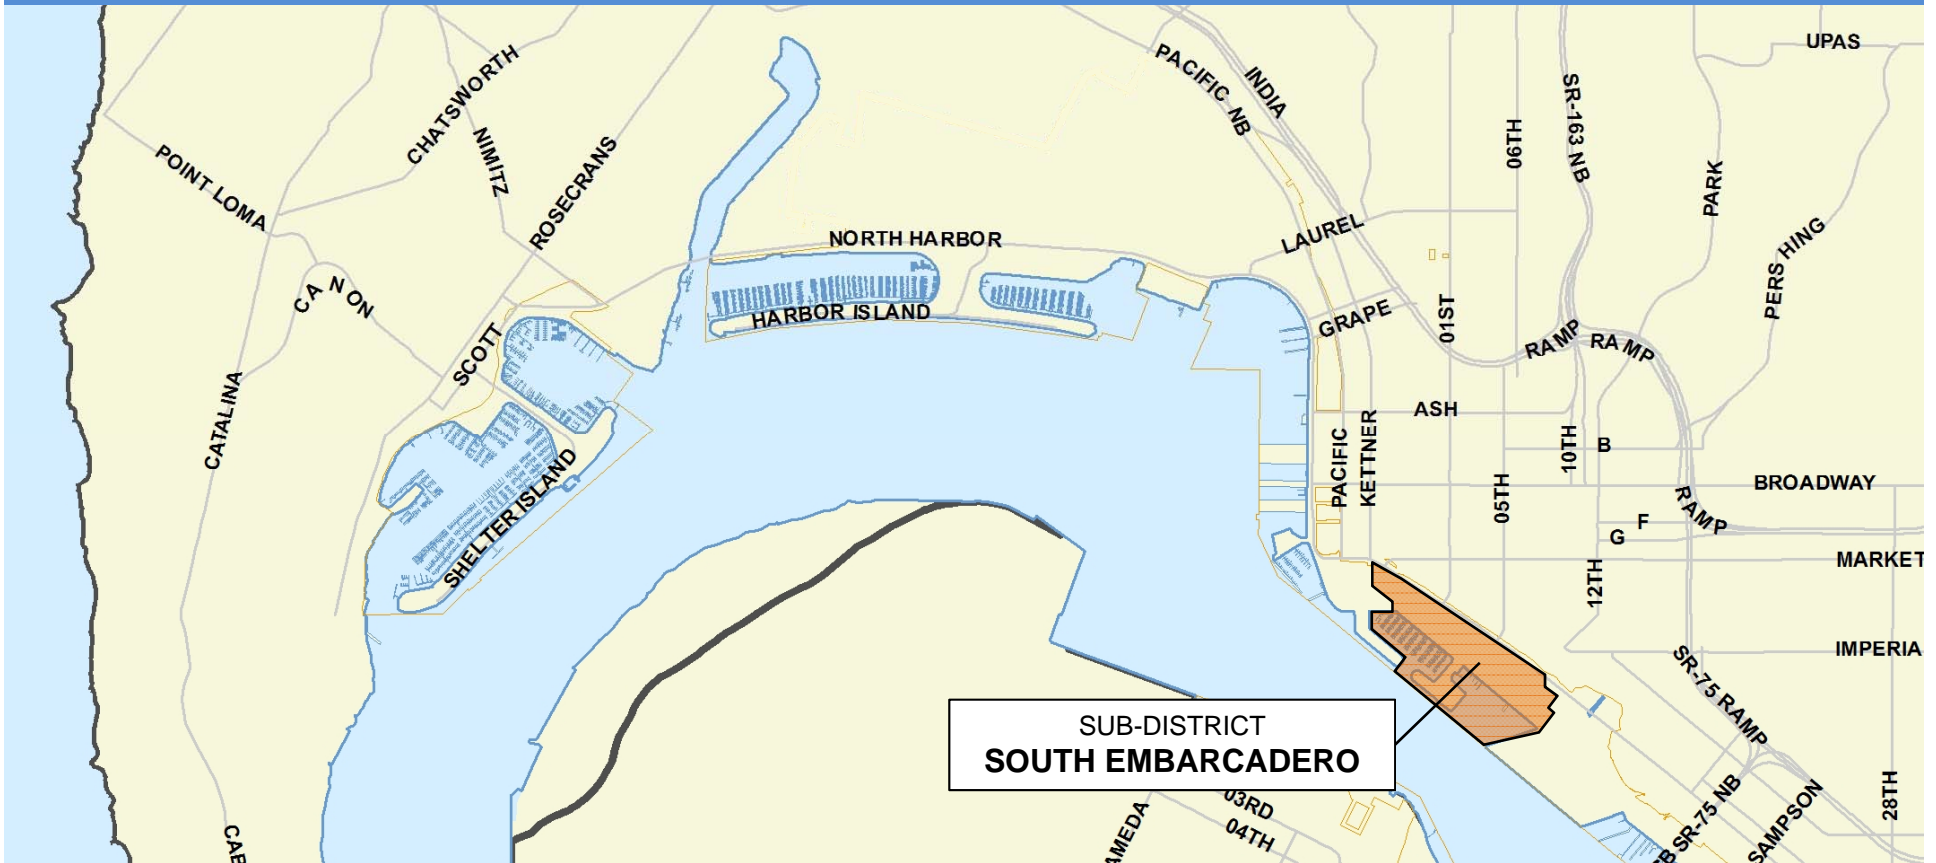 UPAS
CHATSWORTH
PACIFIC NB
INDIA
SR-163 NB
06TH
NIMITZ
POINT LOMA
ROSECRANS
PARK
LAUREL
NORTH HARBOR
PERSHING
CANON
HARBOR ISLAND
GRAPE
01ST
RAMP
RAMP
SCOTT
CATALINA
ASH
PACIFIC
KETTNER
10TH
B
BROADWAY
05TH
RAMP
F
G
SHELTER ISLAND
MARKET
12TH
IMPERIA
SR-75 RAMP
SUB-DISTRICT
SOUTH EMBARCADERO
03RD
04TH
AMEDA
CAB
SR-75 NB
SAMPSON
28TH